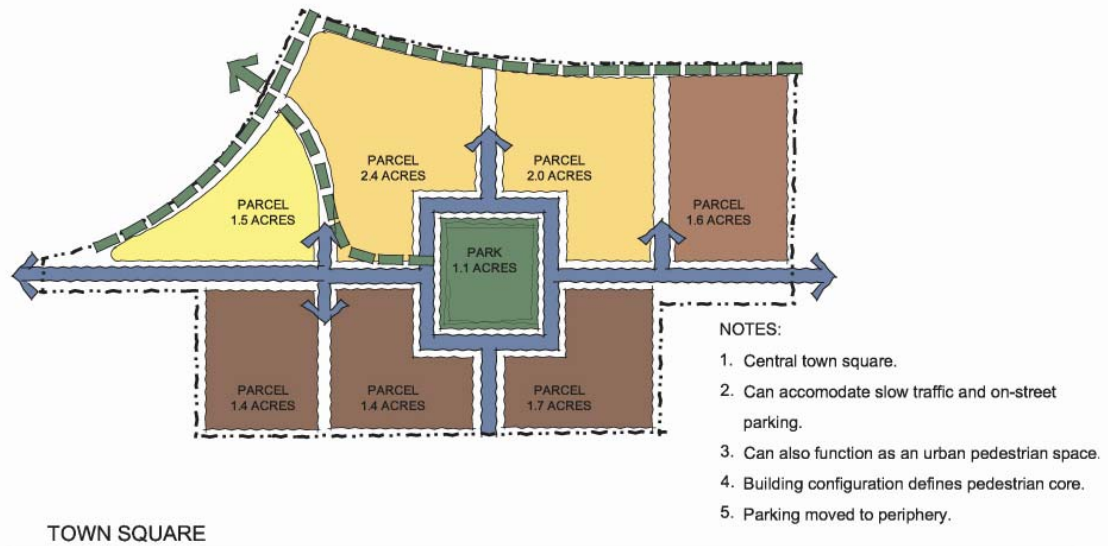 PARCEL
2.4 ACRES
PARCEL
2.0 ACRES
PARCEL
1.5 ACRES
PARCEL
1.6 ACRES
PARK
1.1 ACRES
PARCEL
1.4 ACRES
PARCEL
1.4 ACRES
PARCEL
1.7 ACRES
NOTES:
1. Central town square.
2. Can accomodate slow traffic and on-street
parking.
3. Can also function as an urban pedestrian space.
4. Building configuration defines pedestrian core.
5. Parking moved to periphery.
TOWN SQUARE